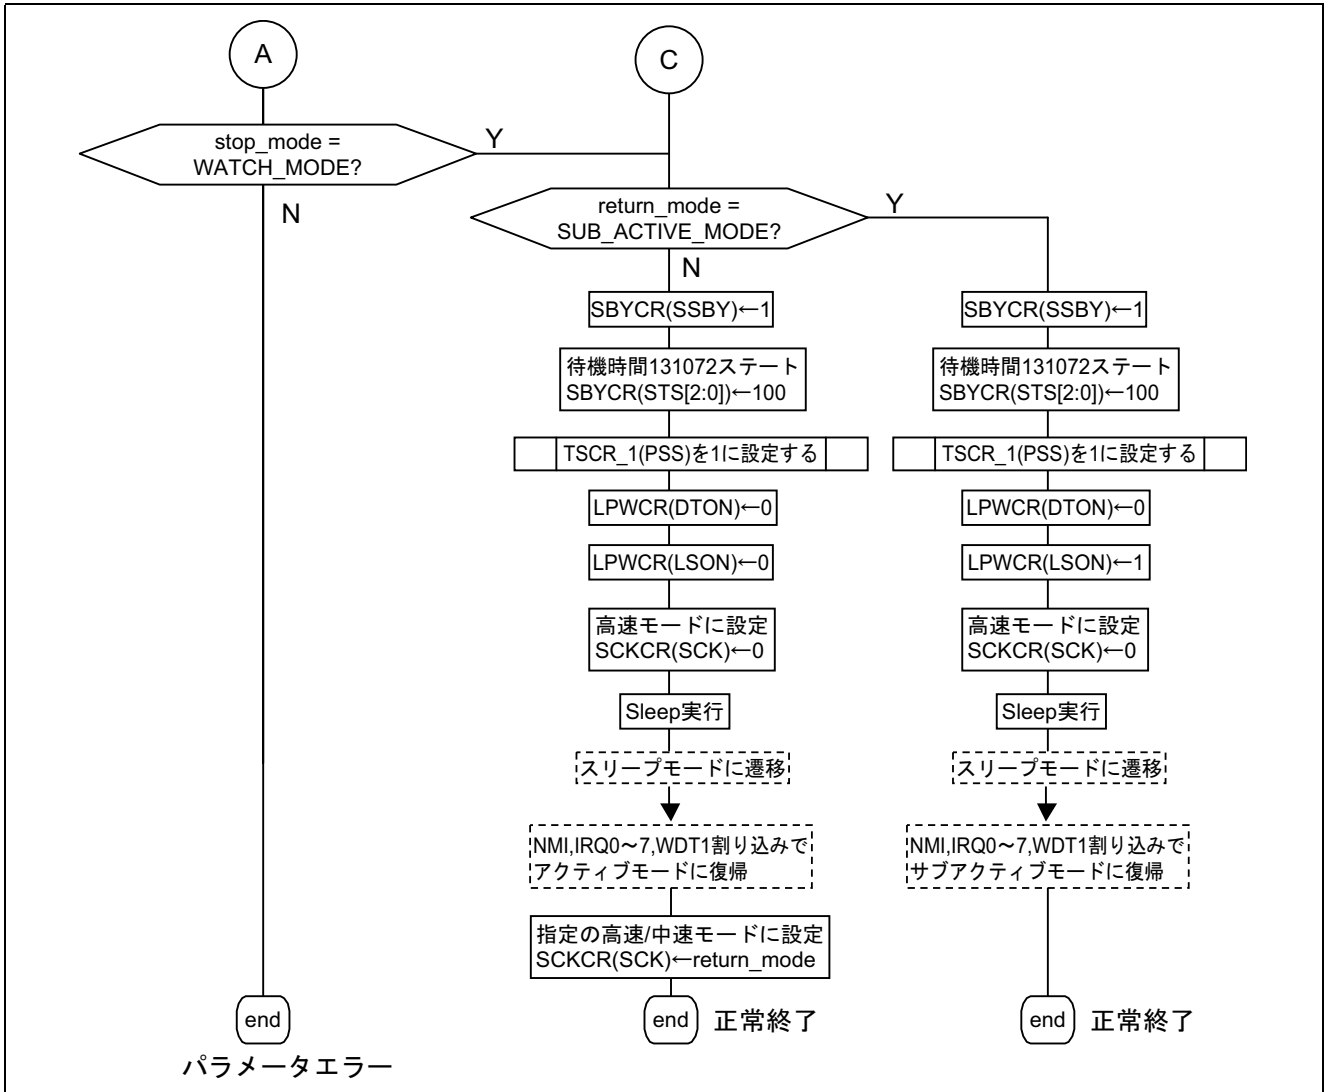 A
C
stop_mode =
WATCH_MODE?
Y
N
return_mode =
SUB_ACTIVE_MODE?
Y
N
SBYCR(SSBY)←1
待機時間131072ステート
SBYCR(STS[2:0])←100
TSCR_1(PSS)を1に設定する
LPWCR(DTON)←0
LPWCR(LSON)←0
高速モードに設定
SCKCR(SCK)←0
Sleep実行
スリープモードに遷移
NMI,IRQ0～7,WDT1割り込みで
アクティブモードに復帰
指定の高速/中速モードに設定
SCKCR(SCK)←return_mode
end
正常終了
SBYCR(SSBY)←1
待機時間131072ステート
SBYCR(STS[2:0])←100
TSCR_1(PSS)を1に設定する
LPWCR(DTON)←0
LPWCR(LSON)←1
高速モードに設定
SCKCR(SCK)←0
Sleep実行
スリープモードに遷移
NMI,IRQ0～7,WDT1割り込みで
サブアクティブモードに復帰
end
正常終了
end
パラメータエラー